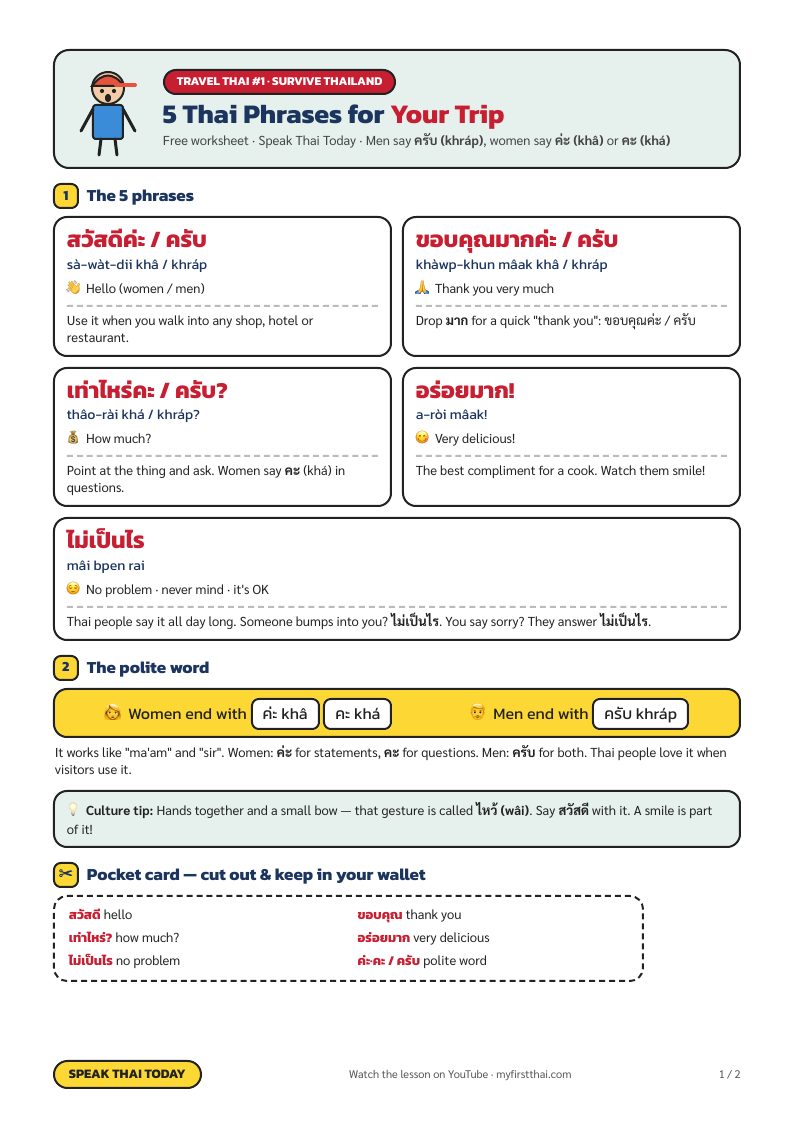 TRAVEL THAI #1 · SURVIVE THAILAND
5 Thai Phrases for Your Trip
Free worksheet · Speak Thai Today · Men say ครับ (khráp), women say ค่ะ (khâ) or คะ (khá)
1 The 5 phrases
สวัสดีค่ะ / ครับ
sà-wàt-dii khâ / khráp
👋 Hello (women / men)
Use it when you walk into any shop, hotel or
restaurant.
ขอบคุณมากค่ะ / ครับ
khàwp-khun mâak khâ / khráp
🙏 Thank you very much
Drop มาก for a quick "thank you": ขอบคุณค่ะ / ครับ
เท่าไหร่คะ / ครับ?
thâo-rài khá / khráp?
💰 How much?
Point at the thing and ask. Women say คะ (khá) in
questions.
อร่อยมาก!
a-ròi mâak!
😋 Very delicious!
The best compliment for a cook. Watch them smile!
ไม่เป็นไร
mâi bpen rai
😌 No problem · never mind · it's OK
Thai people say it all day long. Someone bumps into you? ไม่เป็นไร. You say sorry? They answer ไม่เป็นไร.
2 The polite word
Women end with ค่ะ khâ คะ khá Men end with ครับ khráp
It works like "ma'am" and "sir". Women: ค่ะ for statements, คะ for questions. Men: ครับ for both. Thai people love it when
visitors use it.
💡 Culture tip: Hands together and a small bow — that gesture is called ไหว้ (wâi). Say สวัสดี with it. A smile is part
of it!
✂ Pocket card — cut out & keep in your wallet
สวัสดี hello ขอบคุณ thank you
เท่าไหร่? how much? อร่อยมาก very delicious
ไม่เป็นไร no problem ค่ะ·คะ / ครับ polite word
SPEAK THAI TODAY Watch the lesson on YouTube · myfirstthai.com 1 / 2